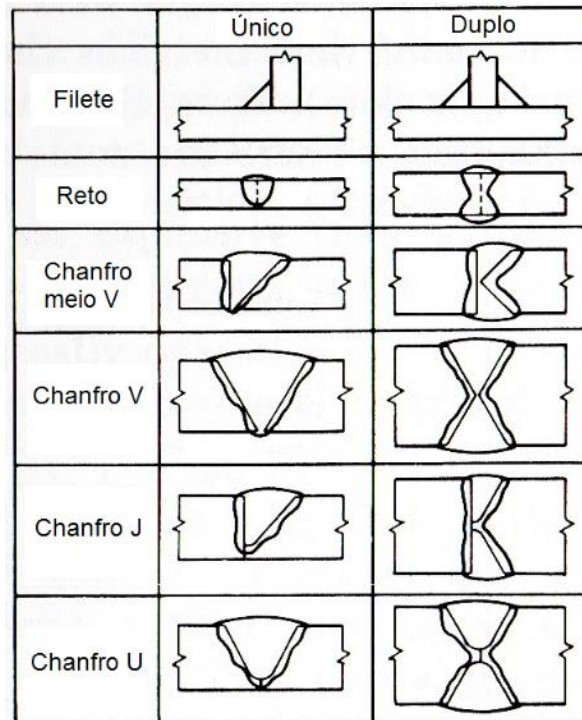 Único
Duplo
Filete
Reto
Chanfro
meio V
Chanfro V
Chanfro J
Chanfro U